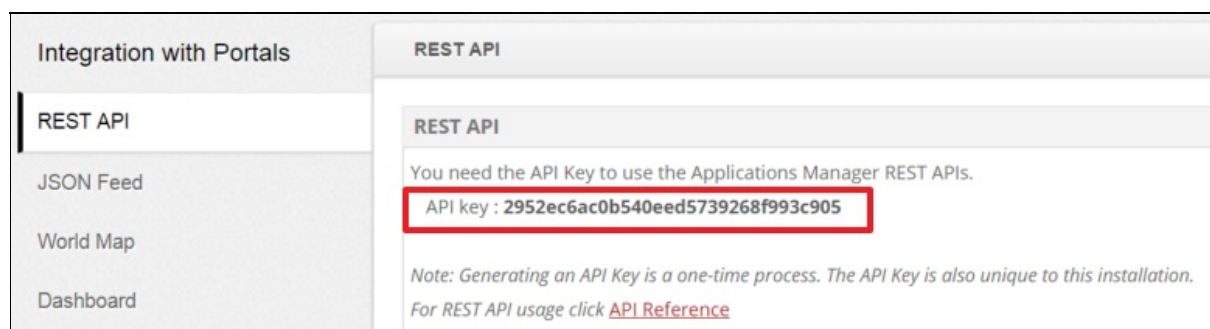 Integration with Portals
REST API
JSON Feed
World Map
Dashboard
REST API
REST API
You need the API Key to use the Applications Manager REST APIs.
API key : 2952ec6ac0b540eed5739268f993c905
Note: Generating an API Key is a one-time process. The API Key is also unique to this installation.
For REST API usage click API Reference